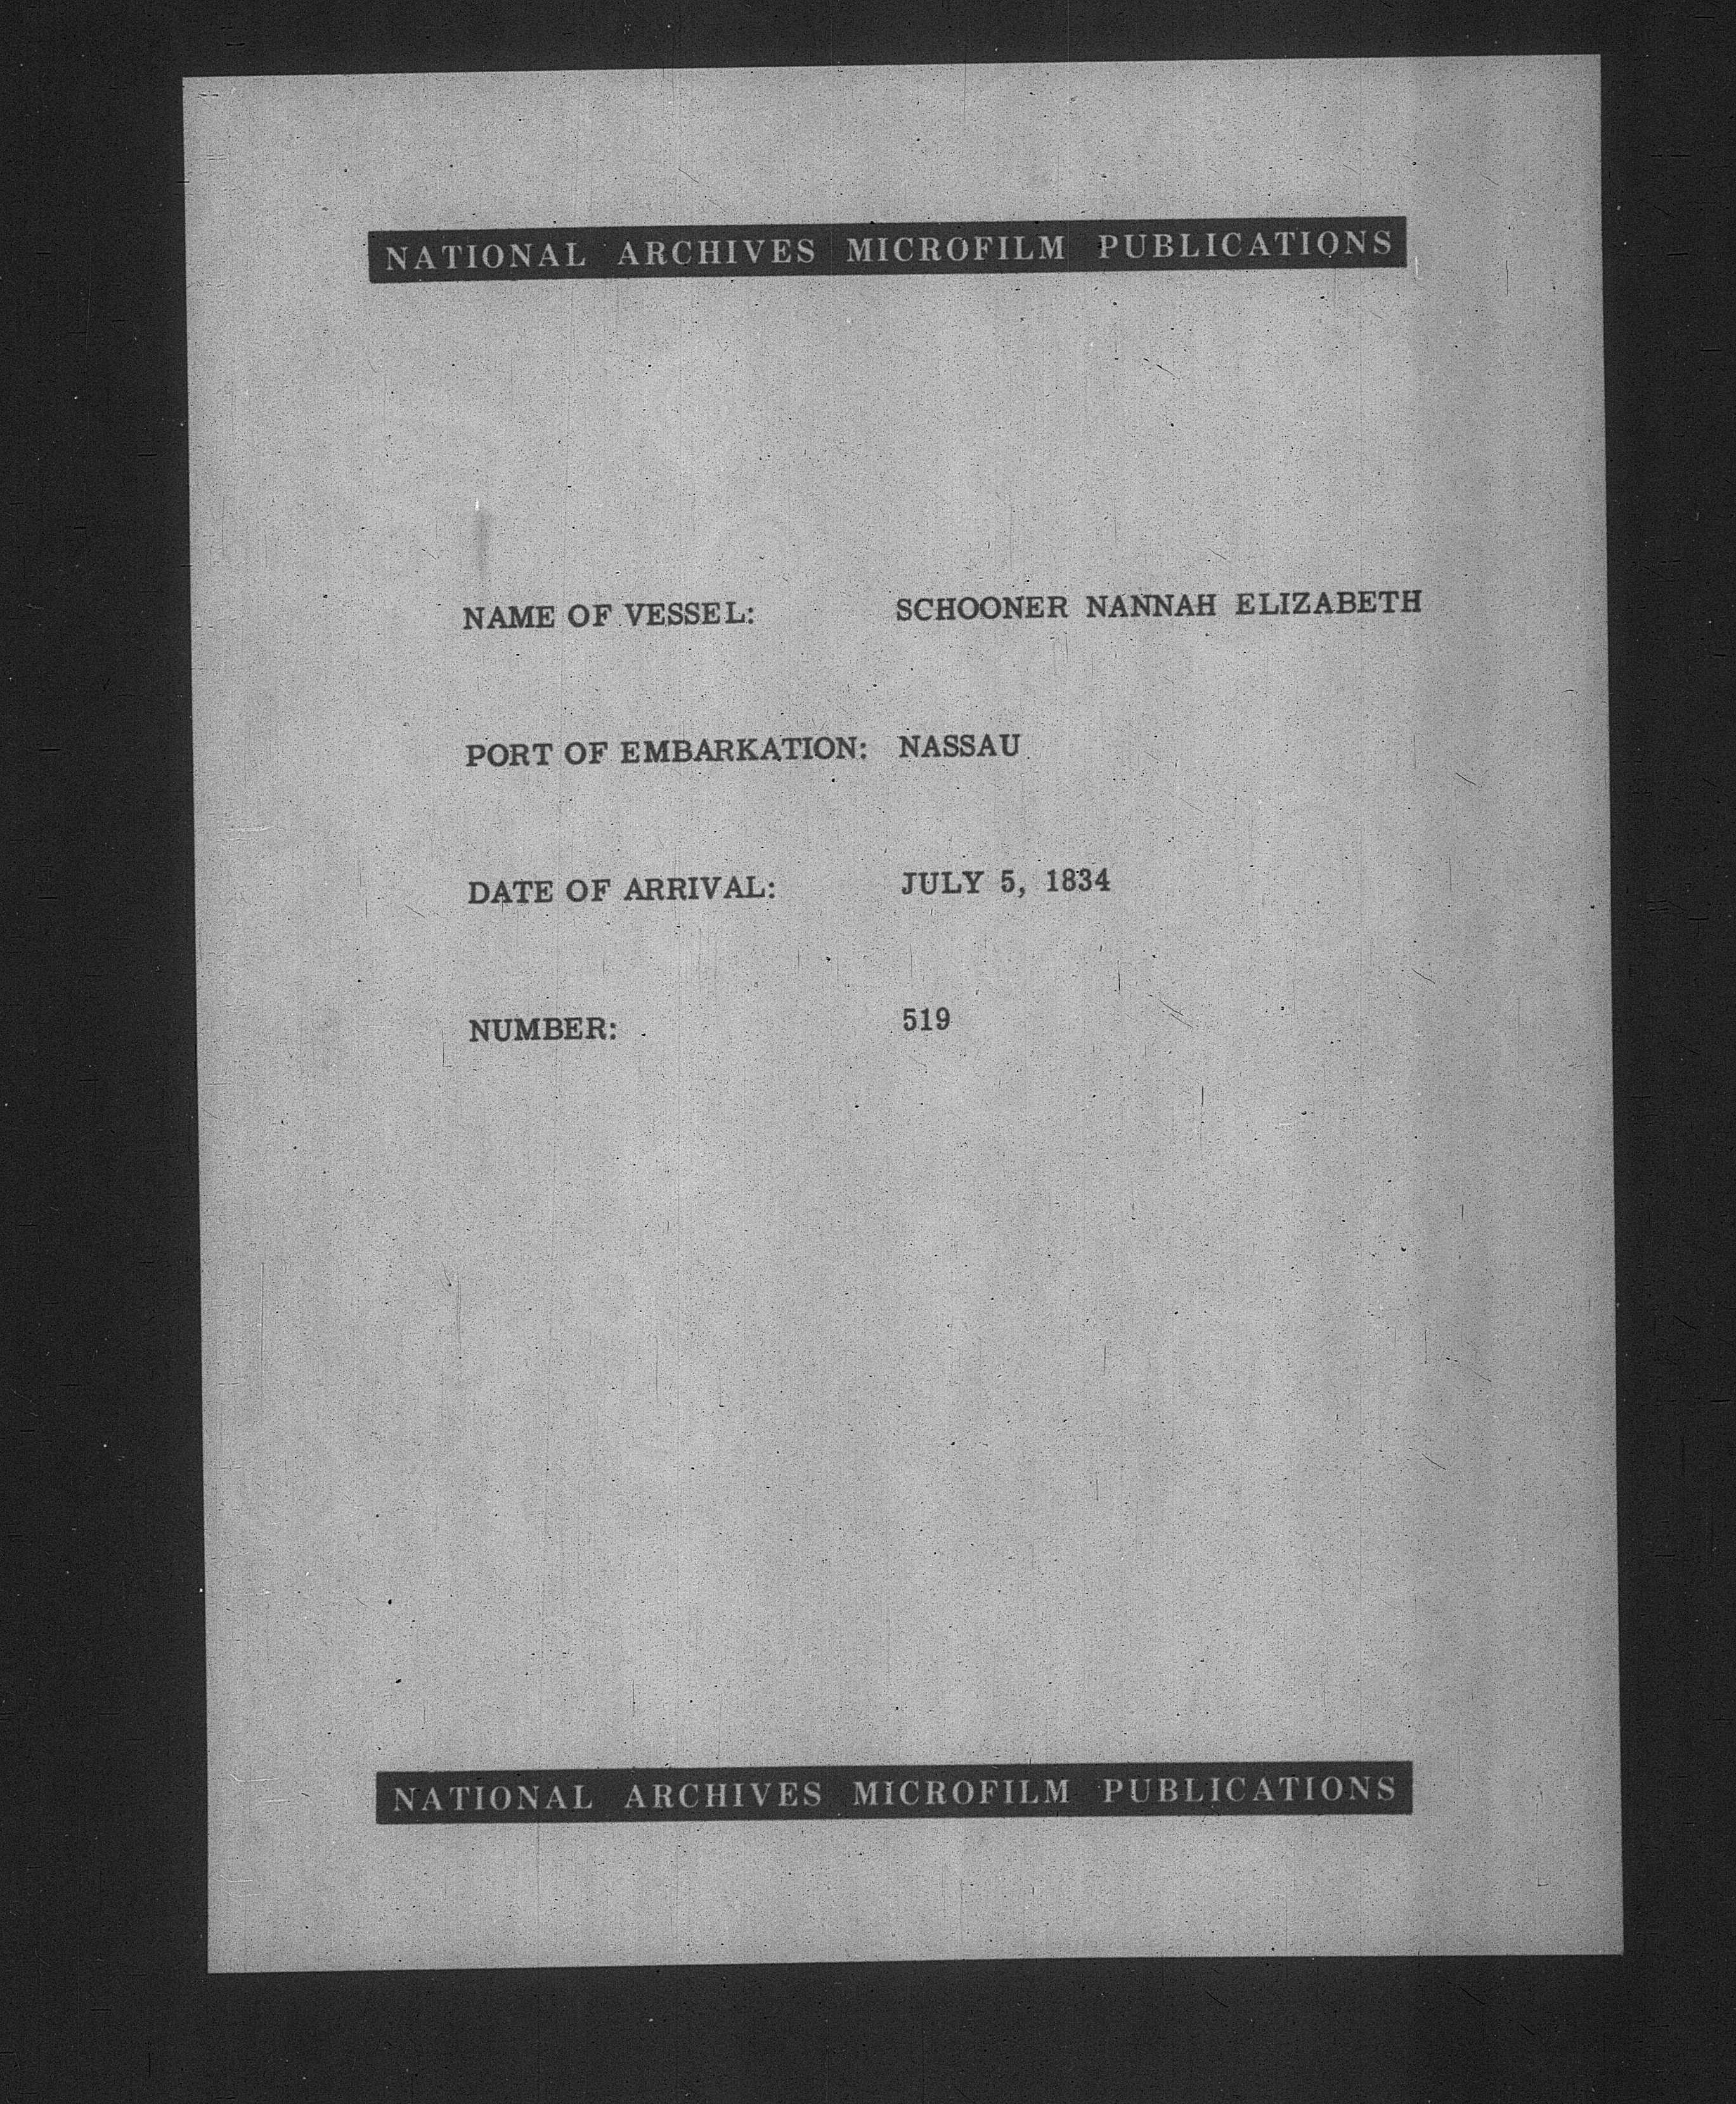 NATIONAL ARCHIVES MICROFILM PUBLICATIONS
NAME OF VESSEL: SCHOONER NANNAH ELIZABETH
PORT OF EMBARKATION: NASSAU
DATE OF ARRIVAL: JULY 5, 1834
NUMBER: 519
NATIONAL ARCHIVES MICROFILM PUBLICATIONS